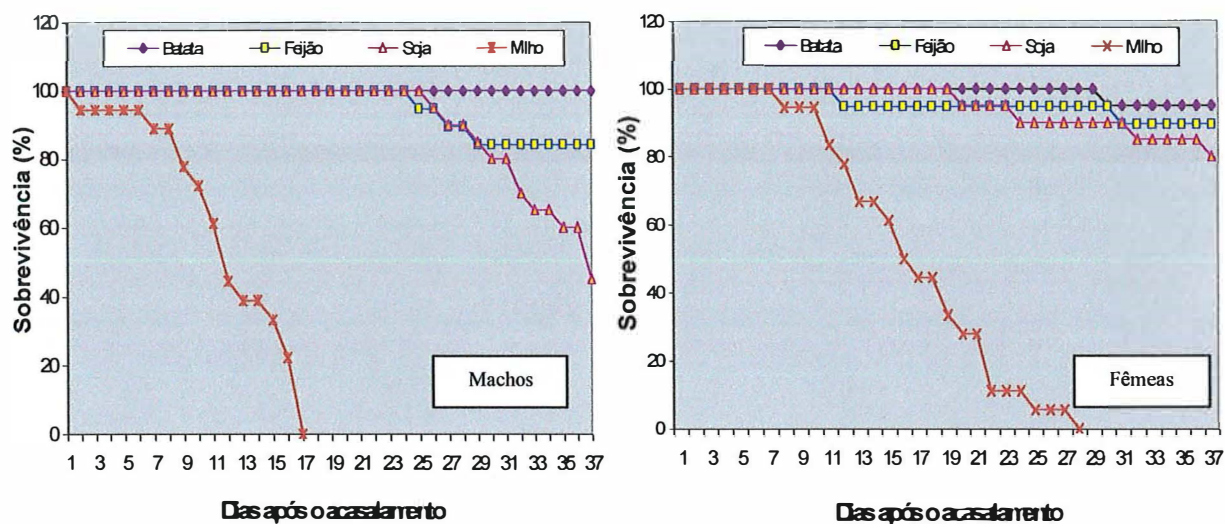 120
Batata Feijão Soja Milho
100
80
60
40
20
0
Sobrevivência (%)
Machos
1 3 5 7 9 11 13 15 17 19 21 23 25 27 29 31 33 35 37
Dias após o acasalamento
120
Batata Feijão Soja Milho
100
80
60
40
20
0
Sobrevivência (%)
Fêmeas
1 3 5 7 9 11 13 15 17 19 21 23 25 27 29 31 33 35 37
Dias após o acasalamento